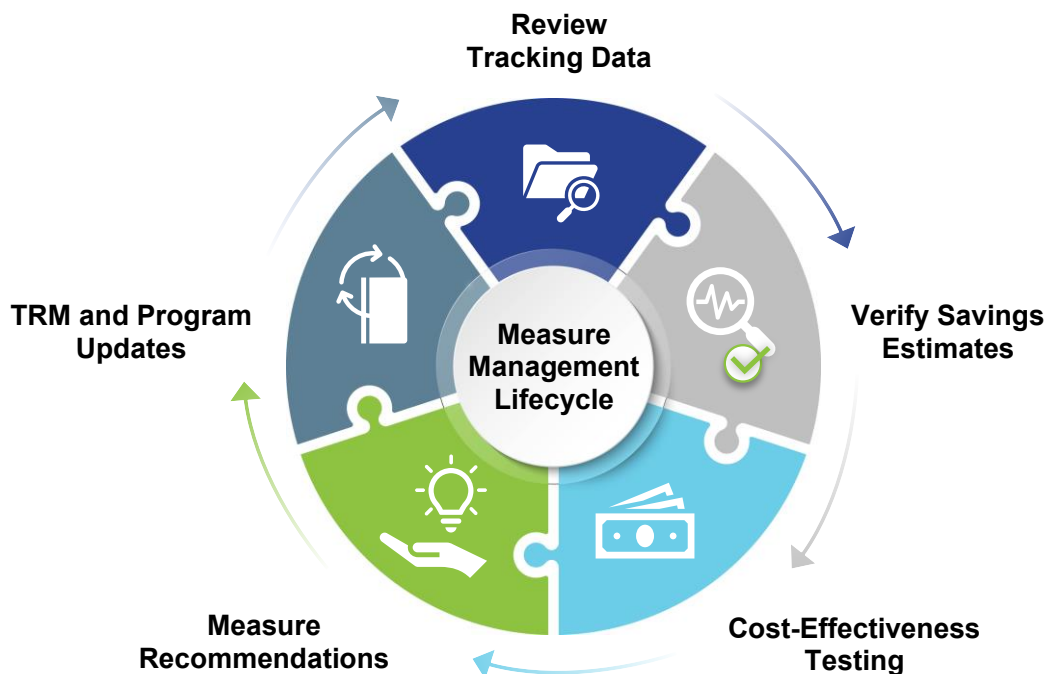 Review
Tracking Data
Verify Savings
Estimates
Cost-Effectiveness
Testing
Measure
Recommendations
TRM and Program
Updates
Measure
Management
Lifecycle